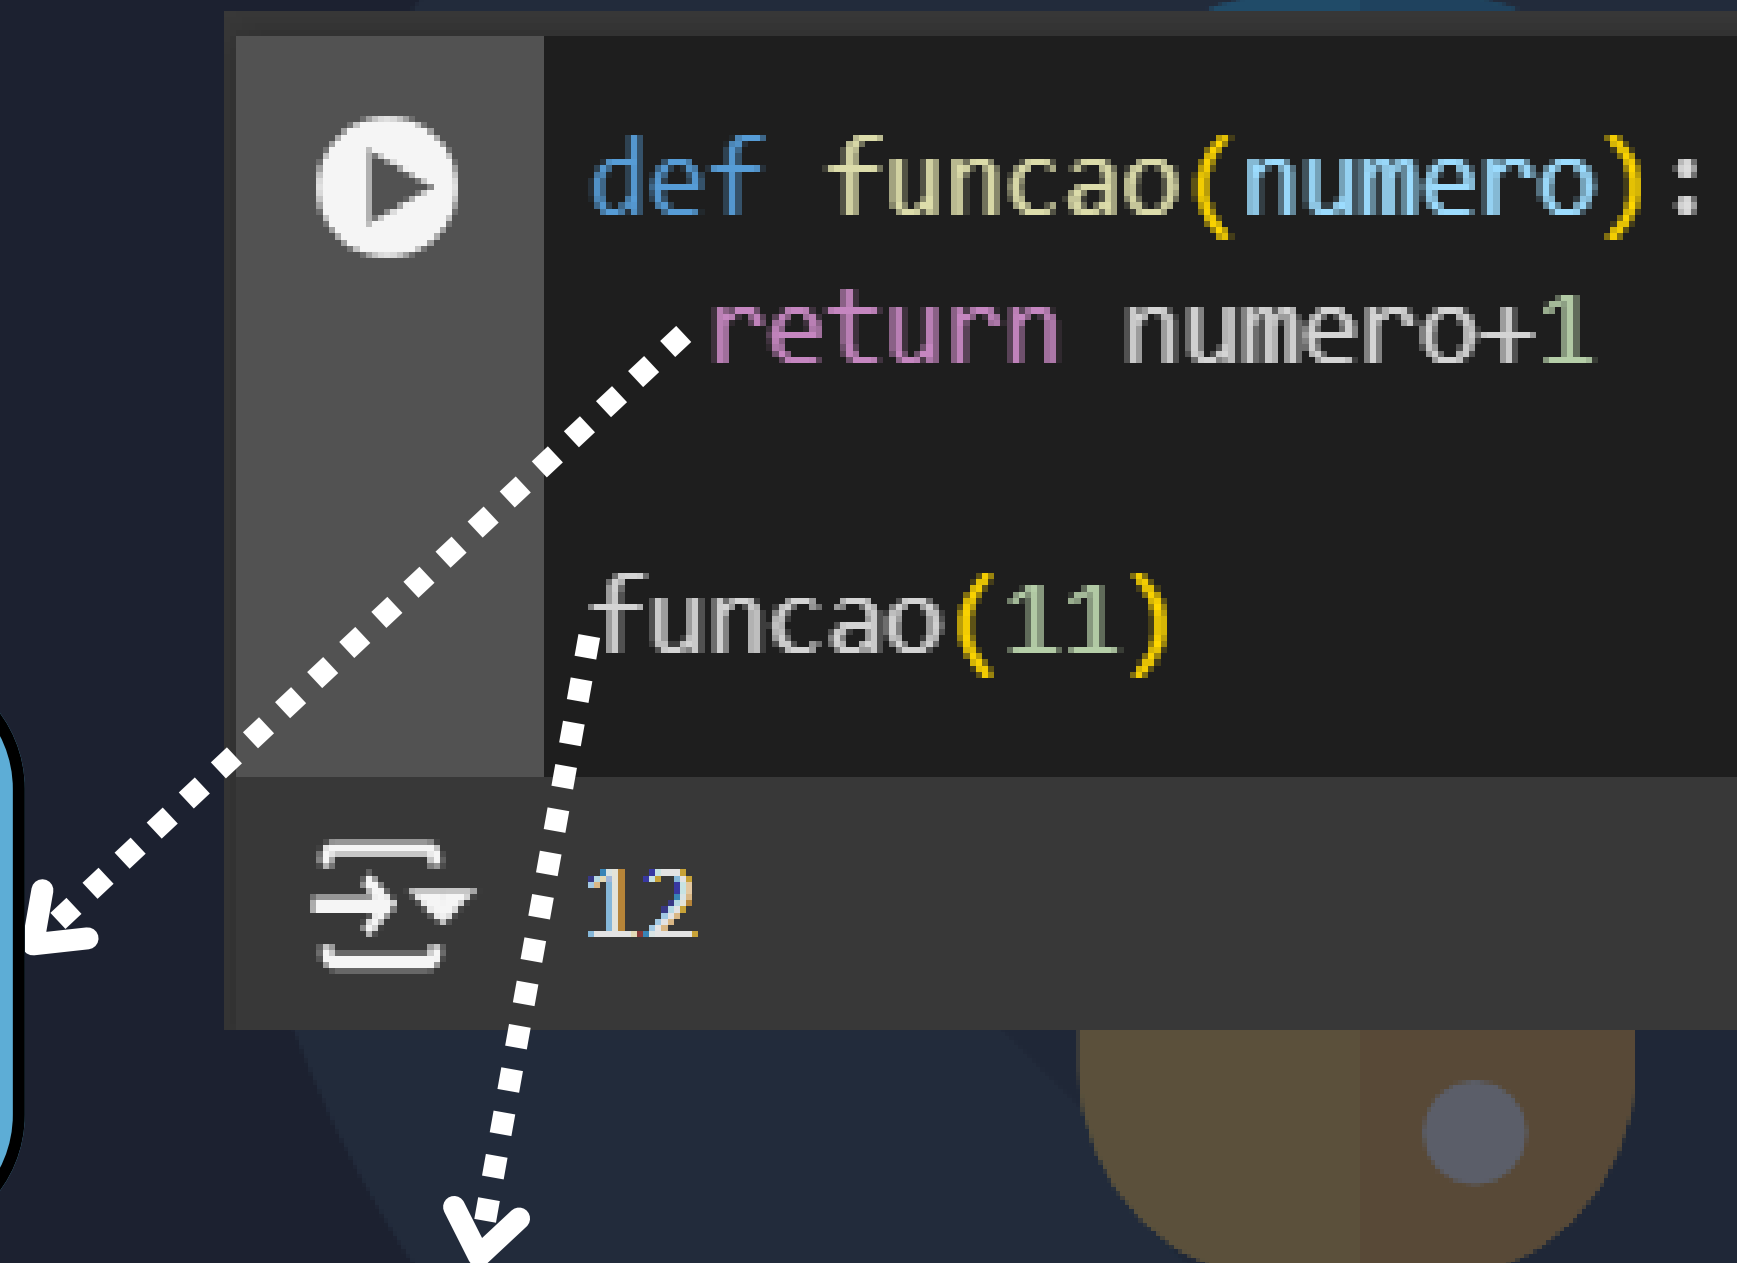 def funcao(numero):
return numero+1
funcao(11)
12